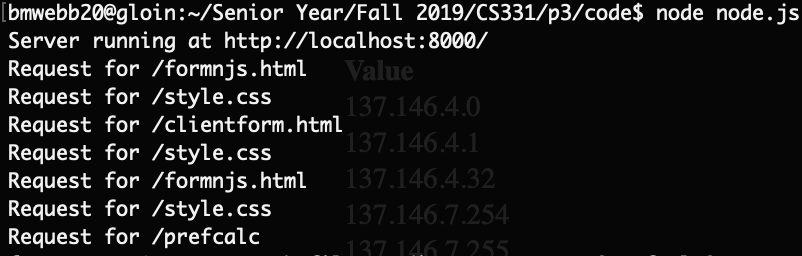 [bmwebb20@gloin:~/Senior Year/Fall 2019/CS331/p3/code$ node node.js
Server running at http://localhost:8000/
Request for /formnjs.html
Value
Request for /style.css
137.146.4.0
Request for /clientform.html
137.146.4.1
Request for /style.css
137.146.4.32
Request for /formnjs.html
Request for /style.css
137.146.7.254
Request for /prefcalc
137.146.7.255